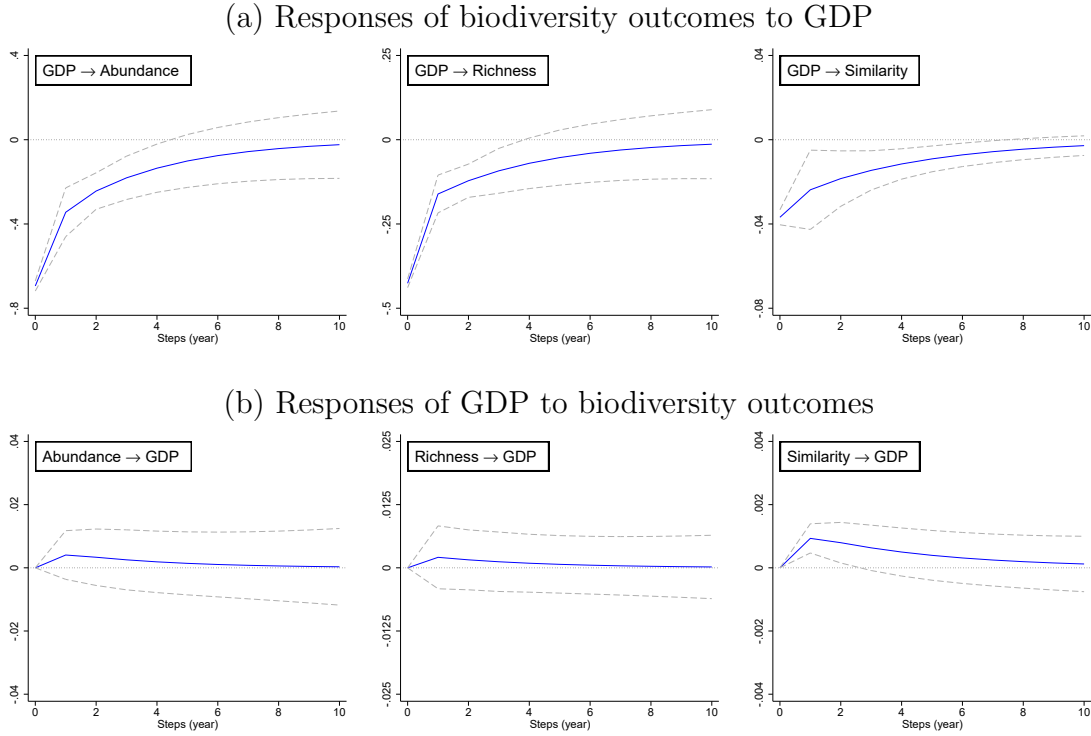 (a) Responses of biodiversity outcomes to GDP
GDP → Abundance
.4
0
-.4
-.8
0 2 4 6 8 10
Steps (year)
GDP → Richness
.25
0
-.25
-.5
0 2 4 6 8 10
Steps (year)
GDP → Similarity
.04
0
-.04
-.08
0 2 4 6 8 10
Steps (year)
(b) Responses of GDP to biodiversity outcomes
Abundance → GDP
.04
.02
0
-.02
-.04
0 2 4 6 8 10
Steps (year)
Richness → GDP
.025
.0125
0
-.0125
-.025
0 2 4 6 8 10
Steps (year)
Similarity → GDP
.004
.002
0
-.002
-.004
0 2 4 6 8 10
Steps (year)